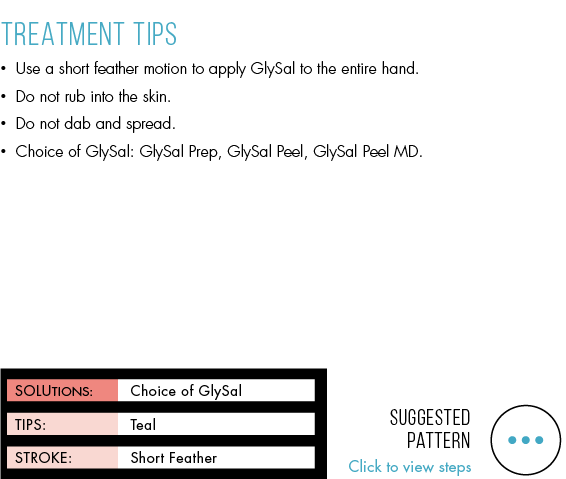 TREATMENT TIPS
• Use a short feather motion to apply GlySal to the entire hand.
• Do not rub into the skin.
• Do not dab and spread.
• Choice of GlySal: GlySal Prep, GlySal Peel, GlySal Peel MD.
SOLUTIONS: Choice of GlySal
TIPS: Teal
STROKE: Short Feather
SUGGESTED
PATTERN
Click to view steps